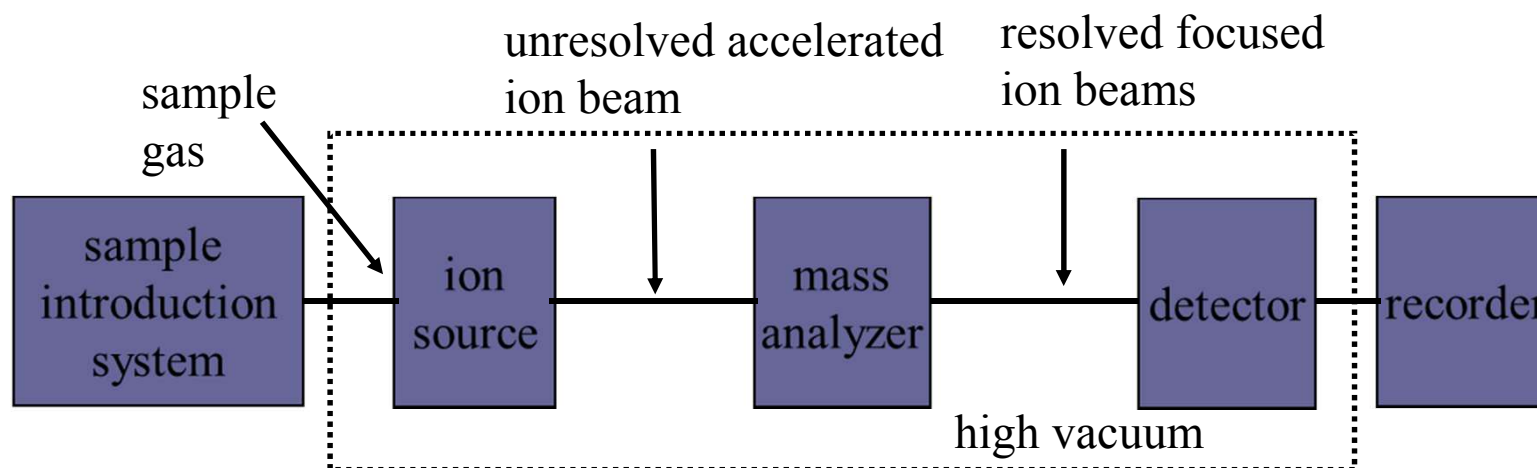 unresolved accelerated
ion beam
resolved focused
ion beams
sample
gas
sample
introduction
system
ion
source
mass
analyzer
detector
recorder
high vacuum